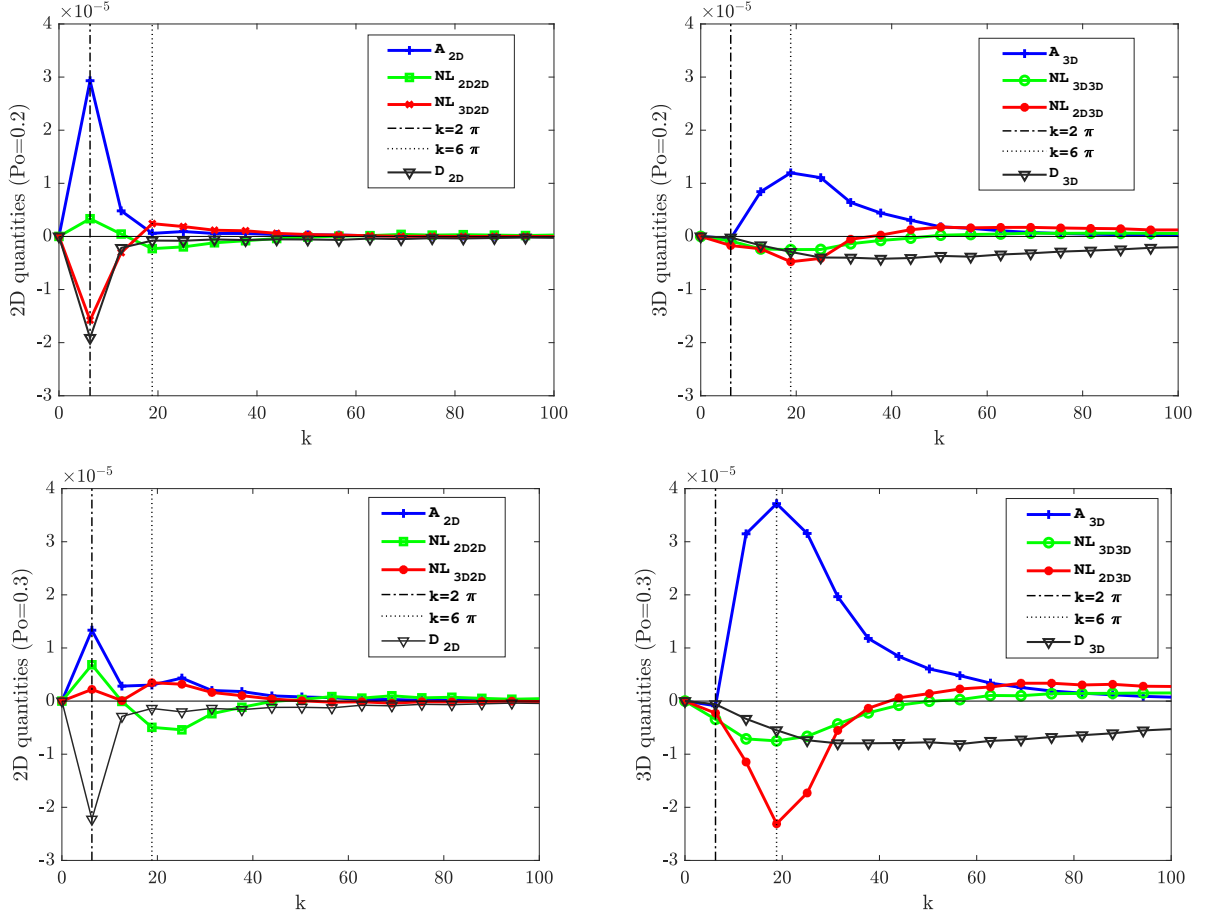 ×10⁻⁵
2D quantities (Po=0.2)
4
3
2
1
0
-1
-2
-3
0 20 40 60 80 100
k
A 2D
NL 2D2D
NL 3D2D
k=2 π
k=6 π
D 2D
×10⁻⁵
3D quantities (Po=0.2)
4
3
2
1
0
-1
-2
-3
0 20 40 60 80 100
k
A 3D
NL 3D3D
NL 2D3D
k=2 π
k=6 π
D 3D
×10⁻⁵
2D quantities (Po=0.3)
4
3
2
1
0
-1
-2
-3
0 20 40 60 80 100
k
A 2D
NL 2D2D
NL 3D2D
k=2 π
k=6 π
D 2D
×10⁻⁵
3D quantities (Po=0.3)
4
3
2
1
0
-1
-2
-3
0 20 40 60 80 100
k
A 3D
NL 3D3D
NL 2D3D
k=2 π
k=6 π
D 3D